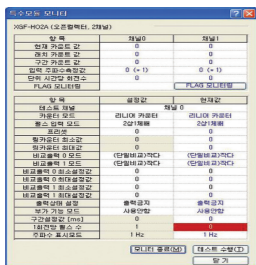 특수모듈 모니터
XGF-HO2A (오픈컬렉터, 2채널)
항 목 채널0 채널1
현재 카운트 값 0 0
래치 카운트 값 0 0
구간 카운트 값 0 0
입력 주파수측정값 0 (÷ 1) 0 (÷ 1)
단위 시간당 회전수 0 0
FLAG 모니터링 FLAG 모니터링
항 목 설정값 현재값
테스트 채널 채널 0
카운터 모드 리니어 카운터 리니어 카운터
펄스 입력 모드 2상1체배 2상1체배
프리셋 0 0
링카운터 최소값 0 0
링카운터 최대값 0 0
비교출력 0 모드 (단일비교)작다 (단일비교)작다
비교출력 1 모드 (단일비교)작다 (단일비교)작다
비교출력 0 최소설정값 0 0
비교출력 0 최대설정값 0 0
비교출력 1 최소설정값 0 0
비교출력 1 최대설정값 0 0
출력상태 설정 출력금지 출력금지
부가 기능 모드 사용안함 사용안함
구간설정값 [ms] 0 0
1회전당 펄스 수 1 0
주파수 표시모드 1 Hz 1 Hz
모니터 종료(M) 테스트 수행(T)
닫 기